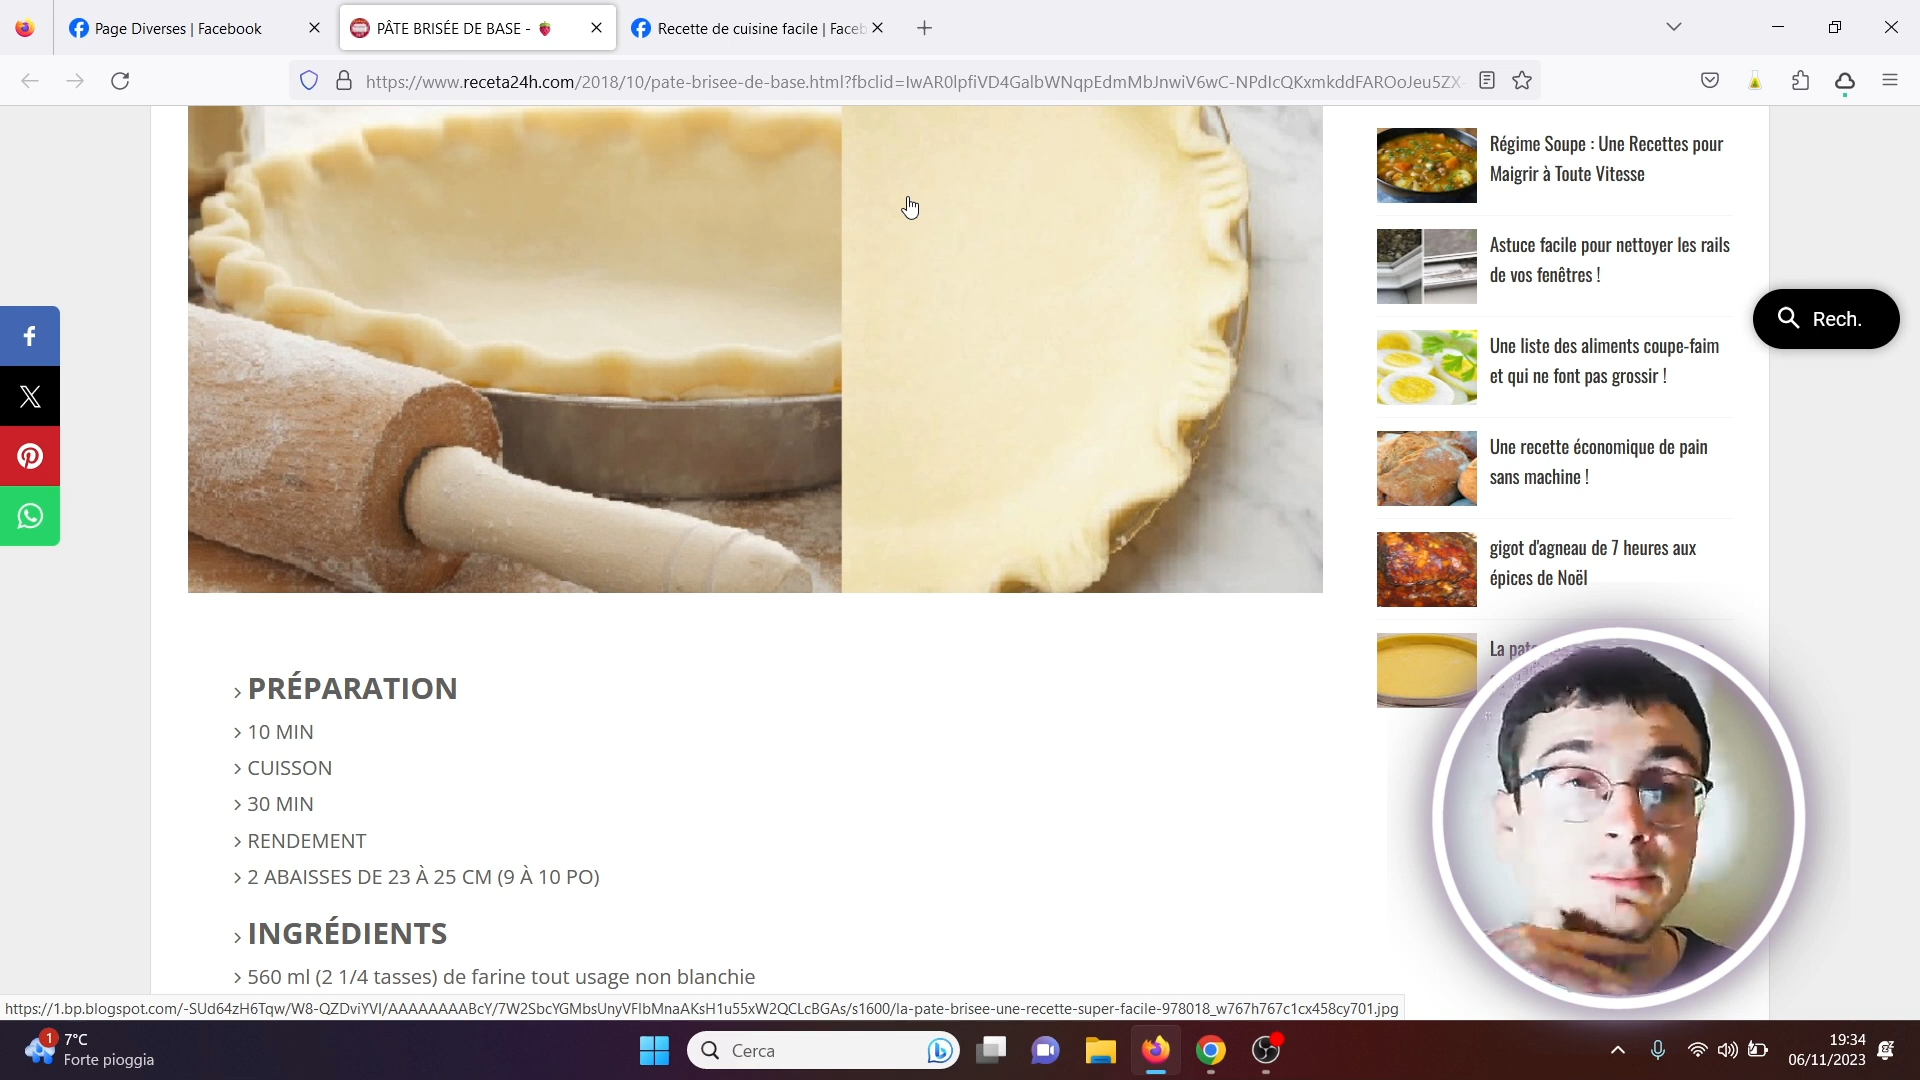 Page Diverses | Facebook
PÂTE BRISÉE DE BASE -
Recette de cuisine facile | Faceb
https://www.receta24h.com/2018/10/pate-brisee-de-base.html?fbclid=IwAR0lpfiVD4GalbWNqpEdmMbJnwiV6wC-NPdIcQKxmkddFAROoJeu5ZX-
Régime Soupe : Une Recettes pour
Maigrir à Toute Vitesse
Astuce facile pour nettoyer les rails
de vos fenêtres !
Rech.
Une liste des aliments coupe-faim
et qui ne font pas grossir !
Une recette économique de pain
sans machine !
gigot d'agneau de 7 heures aux
épices de Noël
La pate
› PRÉPARATION
› 10 MIN
› CUISSON
› 30 MIN
› RENDEMENT
› 2 ABAISSES DE 23 À 25 CM (9 À 10 PO)
› INGRÉDIENTS
› 560 ml (2 1/4 tasses) de farine tout usage non blanchie
https://1.bp.blogspot.com/-SUd64zH6Tqw/W8-QZDviYVI/AAAAAAAABcY/7W2SbcYGMbsUnyVFIbMnaAKsH1u55xW2QCLcBGAs/s1600/la-pate-brisee-une-recette-super-facile-978018_w767h767c1cx458cy701.jpg
1
7°C
Forte pioggia
Cerca
19:34
06/11/2023